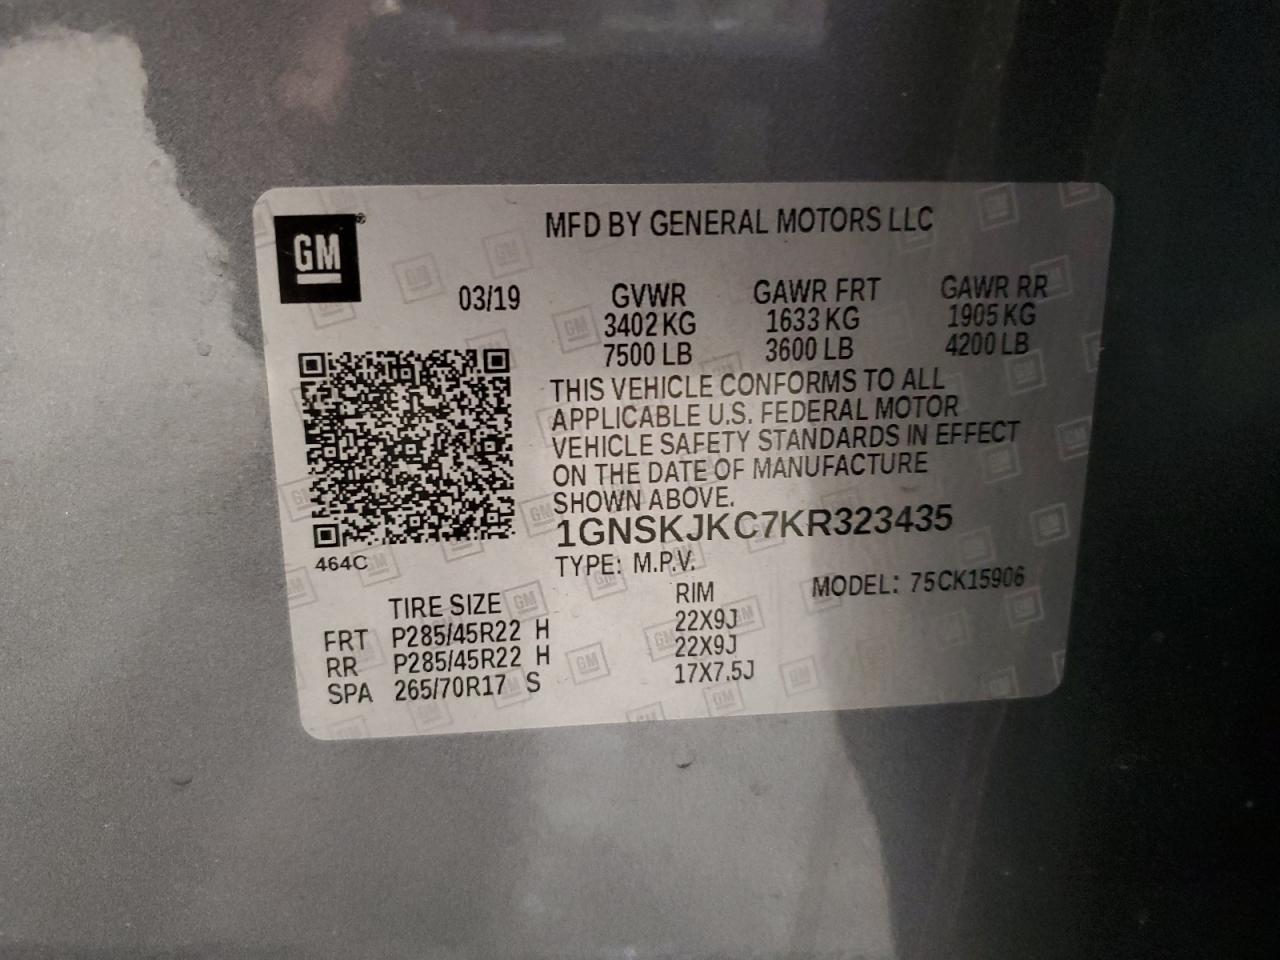 GM®
MFD BY GENERAL MOTORS LLC
03/19
GVWR GAWR FRT GAWR RR
3402 KG 1633 KG 1905 KG
7500 LB 3600 LB 4200 LB
THIS VEHICLE CONFORMS TO ALL
APPLICABLE U.S. FEDERAL MOTOR
VEHICLE SAFETY STANDARDS IN EFFECT
ON THE DATE OF MANUFACTURE
SHOWN ABOVE.
1GNSKJKC7KR323435
464C
TYPE: M.P.V. MODEL: 75CK15906
TIRE SIZE RIM
FRT P285/45R22 H 22X9J
RR P285/45R22 H 22X9J
SPA 265/70R17 S 17X7.5J